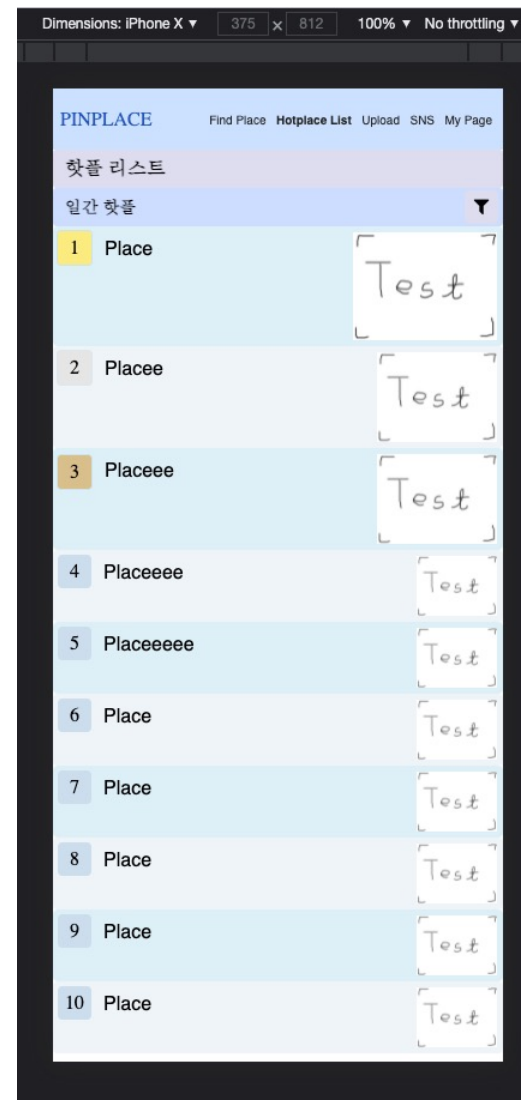 Dimensions: iPhone X ▼ 375 x 812 100% ▼ No throttling ▼
PINPLACE Find Place Hotplace List Upload SNS My Page
핫플 리스트
일간 핫플
1 Place Test
2 Placee Test
3 Placeee Test
4 Placeeee Test
5 Placeeeee Test
6 Place Test
7 Place Test
8 Place Test
9 Place Test
10 Place Test